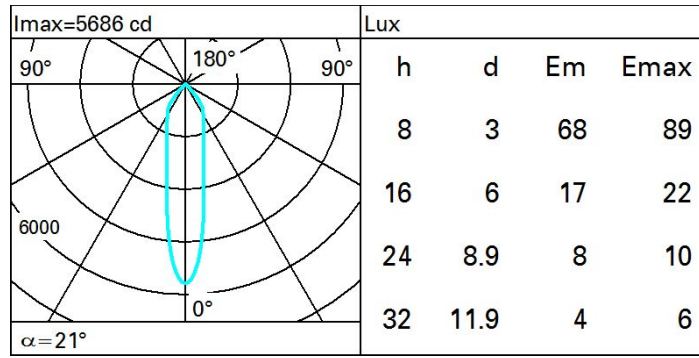 Imax=5686 cd
90° 180° 90°
6000
0°
α=21°
Lux
h d Em Emax
8 3 68 89
16 6 17 22
24 8.9 8 10
32 11.9 4 6